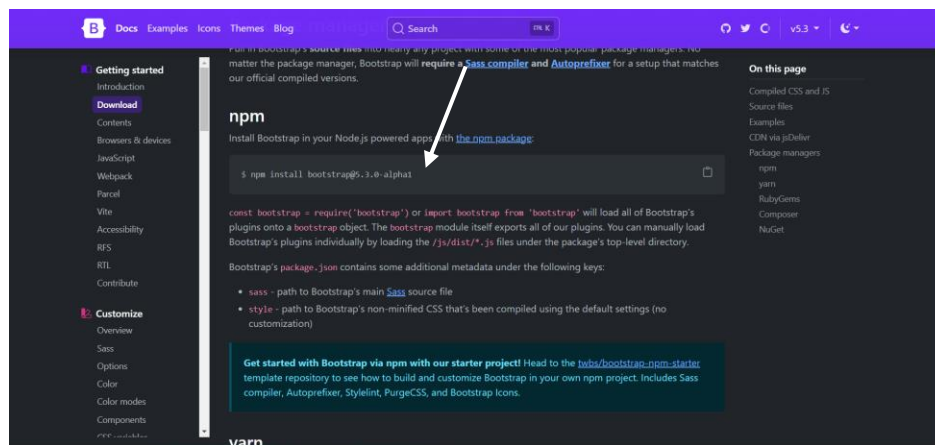 B Docs Examples Icons Themes Blog Search K v5.3
source files into nearly any project with some of the most popular package managers. No
matter the package manager, Bootstrap will require a Sass compiler and Autoprefixer for a setup that matches
our official compiled versions.
npm
Install Bootstrap in your Node.js powered apps with the npm package:
$ npm install bootstrap@5.3.0-alpha1
const bootstrap = require('bootstrap') or import bootstrap from 'bootstrap' will load all of Bootstrap's
plugins onto a bootstrap object. The bootstrap module itself exports all of our plugins. You can manually load
Bootstrap's plugins individually by loading the /js/dist/*.js files under the package's top-level directory.
Bootstrap's package.json contains some additional metadata under the following keys:
• sass - path to Bootstrap's main Sass source file
• style - path to Bootstrap's non-minified CSS that's been compiled using the default settings (no
customization)
Get started with Bootstrap via npm with our starter project! Head to the twbs/bootstrap-npm-starter
template repository to see how to build and customize Bootstrap in your own npm project. Includes Sass
compiler, Autoprefixer, Stylelint, PurgeCSS, and Bootstrap Icons.
yarn
Getting started
Introduction
Download
Contents
Browsers & devices
JavaScript
Webpack
Parcel
Vite
Accessibility
RFS
RTL
Contribute
Customize
Overview
Sass
Options
Color
Color modes
Components
CSS variables
On this page
Compiled CSS and JS
Source files
Examples
CDN via jsDelivr
Package managers
npm
yarn
RubyGems
Composer
NuGet